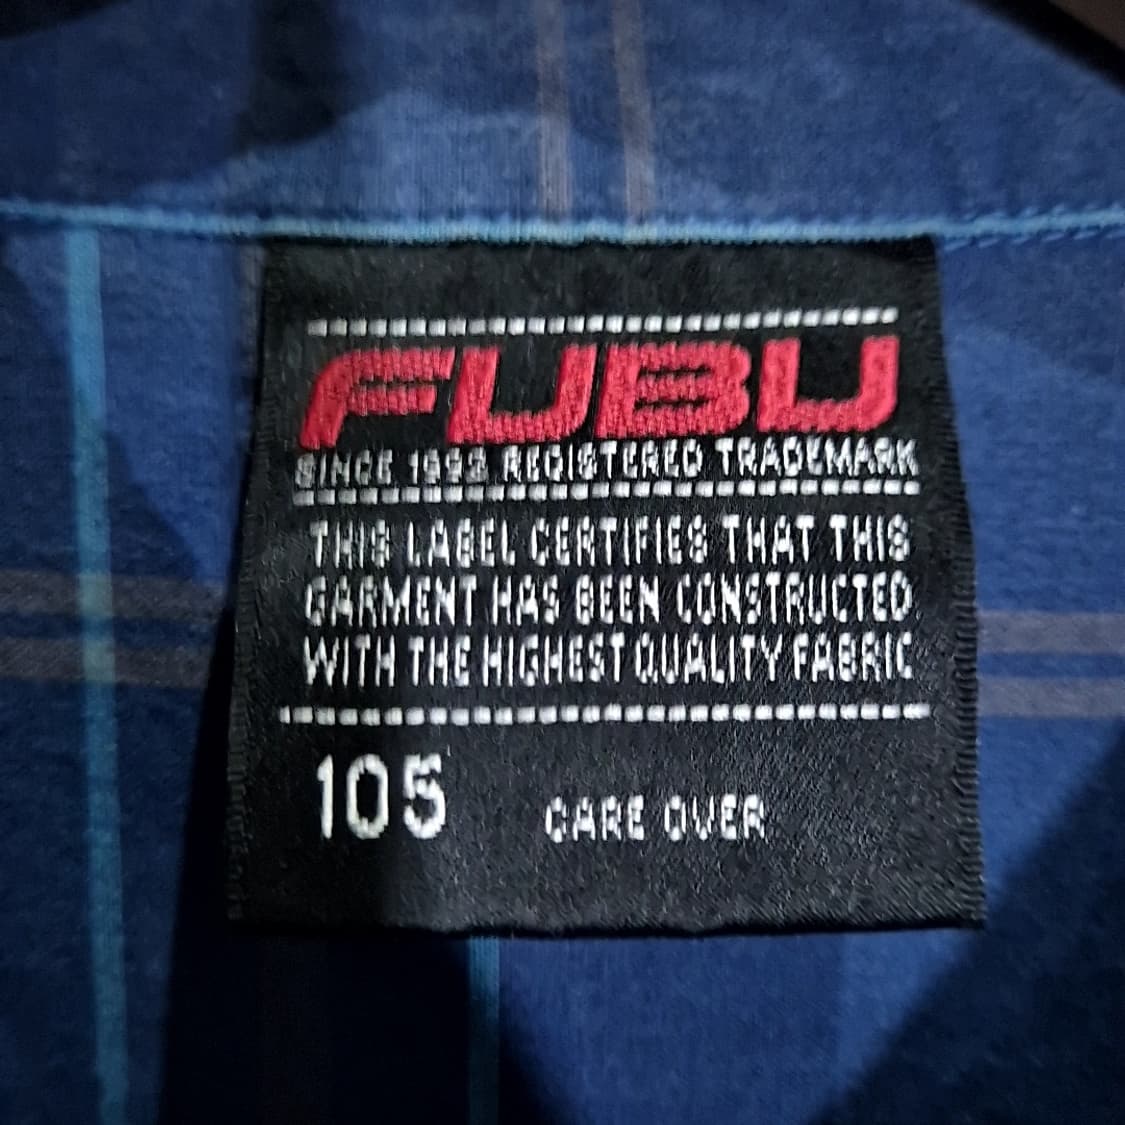 FUBU
SINCE 1992 REGISTERED TRADEMARK
THIS LABEL CERTIFIES THAT THIS
GARMENT HAS BEEN CONSTRUCTED
WITH THE HIGHEST QUALITY FABRIC
105
CARE OVER